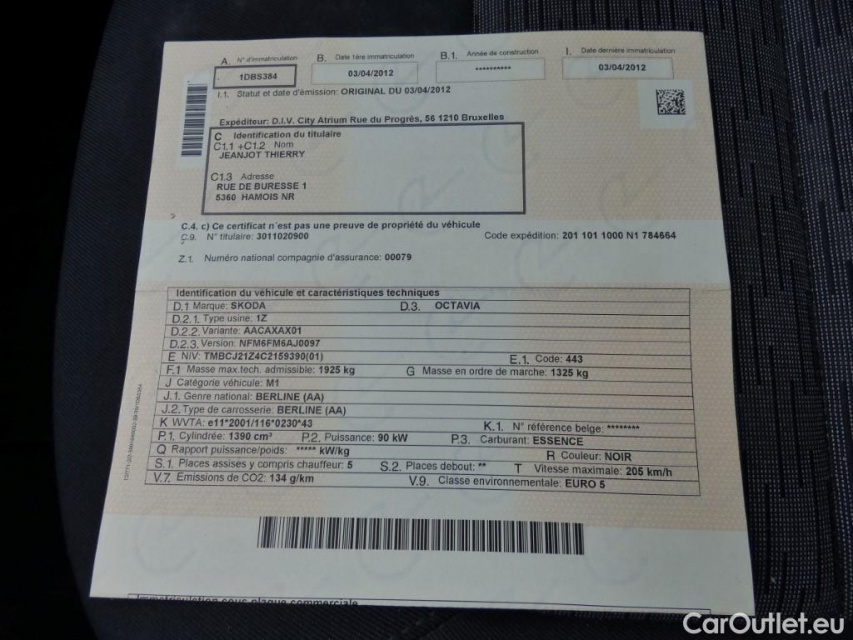 A. N° d'immatriculation B. Date 1ère immatriculation B.1. Année de construction I. Date dernière immatriculation
1DBS384 03/04/2012 ********** 03/04/2012
I.1. Statut et date d'émission: ORIGINAL DU 03/04/2012
Expéditeur: D.I.V. City Atrium Rue du Progrès, 56 1210 Bruxelles
C Identification du titulaire
C1.1 +C1.2 Nom
JEANJOT THIERRY
C1.3 Adresse
RUE DE BURESSE 1
5360 HAMOIS NR
C.4. c) Ce certificat n'est pas une preuve de propriété du véhicule
C.9. N° titulaire: 3011020900 Code expédition: 201 101 1000 N1 784664
Z.1. Numéro national compagnie d'assurance: 00079
Identification du véhicule et caractéristiques techniques
D.1 Marque: SKODA D.3. OCTAVIA
D.2.1. Type usine: 1Z
D.2.2. Variante: AACAXAX01
D.2.3. Version: NFM6FM6AJ0097
E NIV: TMBCJ21Z4C2159390(01) E.1. Code: 443
F.1 Masse max.tech. admissible: 1925 kg G Masse en ordre de marche: 1325 kg
J Catégorie véhicule: M1
J.1. Genre national: BERLINE (AA)
J.2. Type de carrosserie: BERLINE (AA)
K WVTA: e11*2001/116*0230*43 K.1. N° référence belge: ********
P.1. Cylindrée: 1390 cm³ P.2. Puissance: 90 kW P.3. Carburant: ESSENCE
Q Rapport puissance/poids: ***** kW/kg R Couleur: NOIR
S.1. Places assises y compris chauffeur: 5 S.2. Places debout: ** T Vitesse maximale: 205 km/h
V.7. Emissions de CO2: 134 g/km V.9. Classe environnementale: EURO 5
Immatriculation sous plaque commerciale
CarOutlet.eu